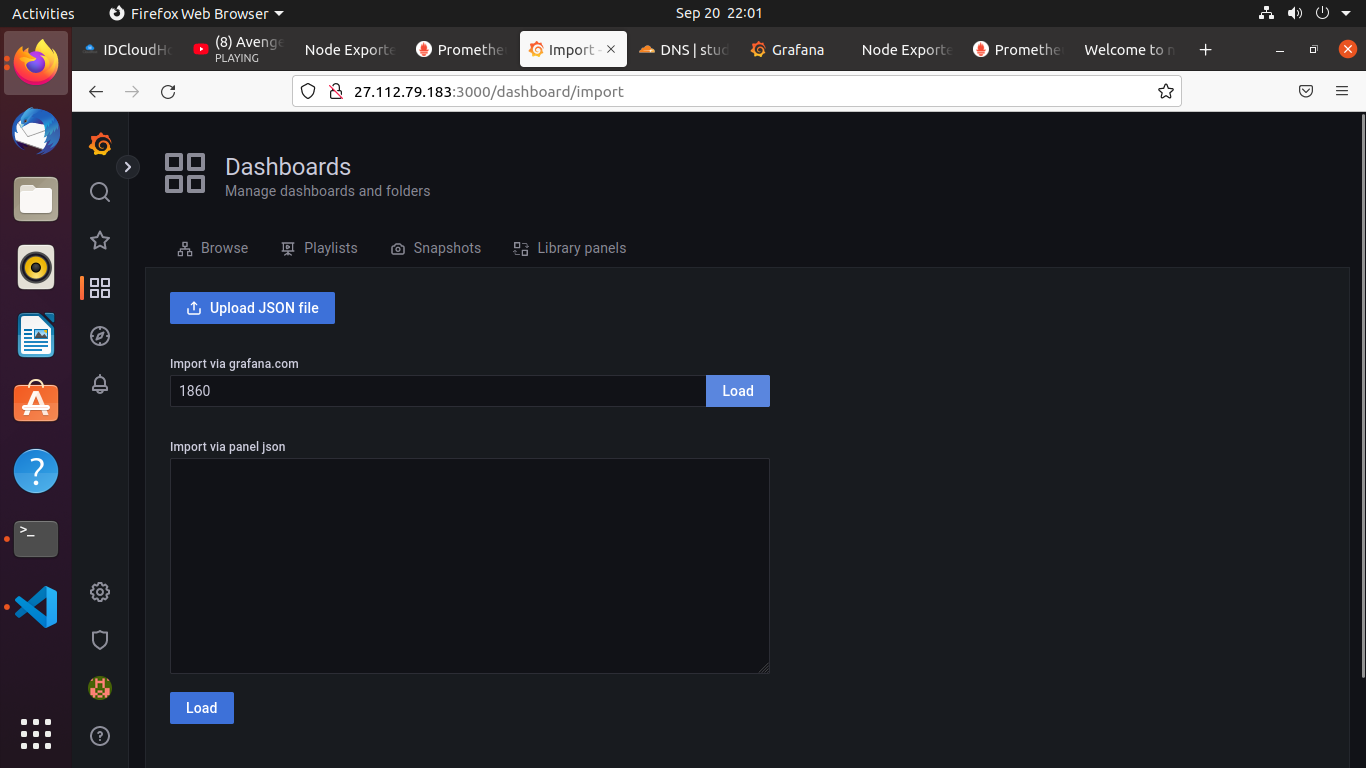 Activities
Firefox Web Browser
Sep 20 22:01
IDCloudHo
(8) Avenge
PLAYING
Node Exporte
Promethe
Import -
DNS | stud
Grafana
Node Exporte
Promethe
Welcome to n
27.112.79.183:3000/dashboard/import
Dashboards
Manage dashboards and folders
Browse
Playlists
Snapshots
Library panels
Upload JSON file
Import via grafana.com
1860
Load
Import via panel json
Load